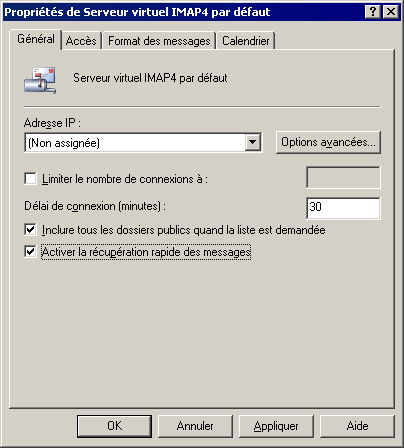 Propriétés de Serveur virtuel IMAP4 par défaut
Général Accès Format des messages Calendrier
Serveur virtuel IMAP4 par défaut
Adresse IP :
(Non assignée) Options avancées...
Limiter le nombre de connexions à :
Délai de connexion (minutes) : 30
Inclure tous les dossiers publics quand la liste est demandée
Activer la récupération rapide des messages
OK Annuler Appliquer Aide